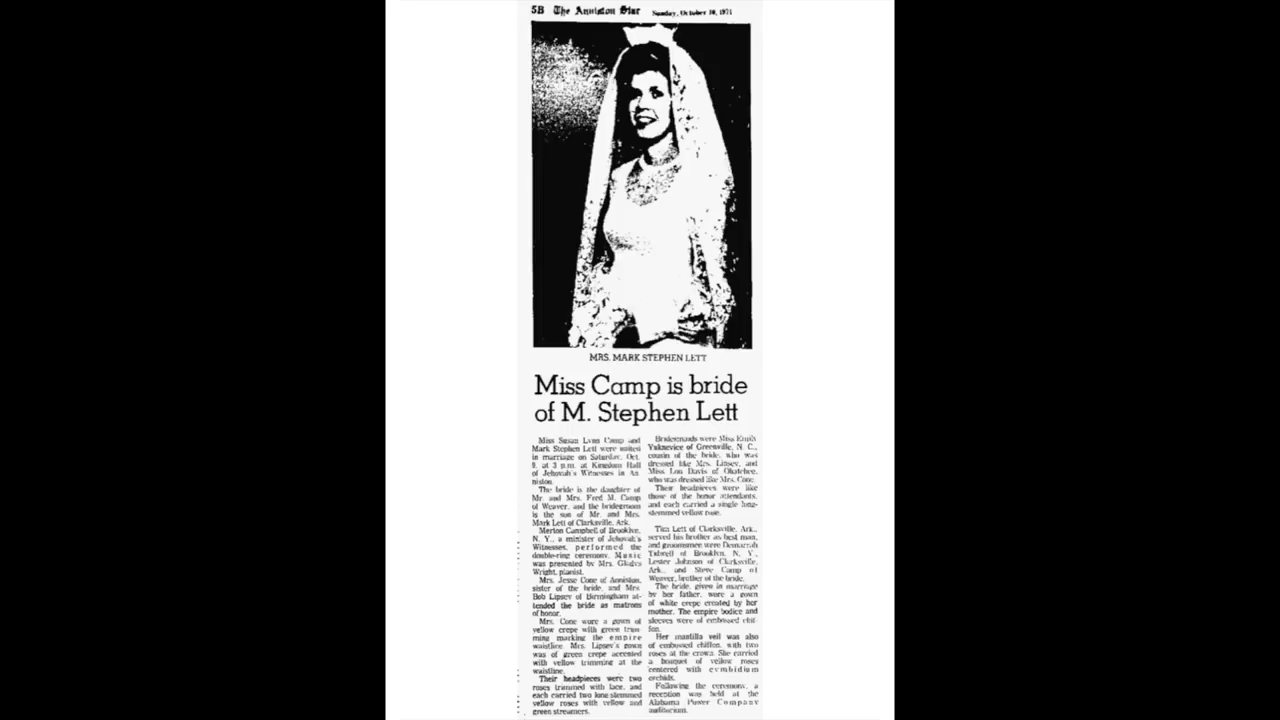 5B The Anniston Star Sunday, October 10, 1971
MRS. MARK STEPHEN LETT
Miss Camp is bride
of M. Stephen Lett
Miss Susan Lynn Camp and
Mark Stephen Lett were united
in marriage on Saturday, Oct.
9, at 3 p.m. at Kingdom Hall
of Jehovah's Witnesses in An-
niston.
The bride is the daughter of
Mr. and Mrs. Fred M. Camp
of Weaver, and the bridegroom
is the son of Mr. and Mrs.
Mark Lett of Clarksville, Ark.
Merton Campbell of Brooklyn,
N. Y., a minister of Jehovah's
Witnesses, performed the
double-ring ceremony. Music
was presented by Mrs. Gladys
Wright, pianist.
Mrs. Jesse Cone of Anniston,
sister of the bride, and Mrs.
Bob Lipsey of Birmingham at-
tended the bride as matrons
of honor.
Mrs. Cone wore a gown of
yellow crepe with green trim-
ming marking the empire
waistline. Mrs. Lipsey's gown
was of green crepe accented
with yellow trimming at the
waistline.
Their headpieces were two
roses trimmed with lace, and
each carried two long-stemmed
yellow roses with yellow and
green streamers.
Bridesmaids were Miss Emily
Yuknevice of Greenville, N. C.,
cousin of the bride, who was
dressed like Mrs. Lipsey, and
Miss Lou Davis of Ohatchee,
who was dressed like Mrs. Cone.
Their headpieces were like
those of the honor attendants,
and each carried a single long-
stemmed yellow rose.
Tim Lett of Clarksville, Ark.,
served his brother as best man,
and groomsmen were
of Brooklyn, N. Y.,
Lester Johnson of Clarksville,
Ark., and Steve Camp of
Weaver, brother of the bride.
The bride, given in marriage
by her father, wore a gown
of white crepe created by her
mother. The empire bodice and
sleeves were of embossed chif-
fon.
Her mantilla veil was also
of embossed chiffon, with two
roses at the crown. She carried
a bouquet of yellow roses
centered with cymbidium
orchids.
Following the ceremony, a
reception was held at the
Alabama Power Company
auditorium.